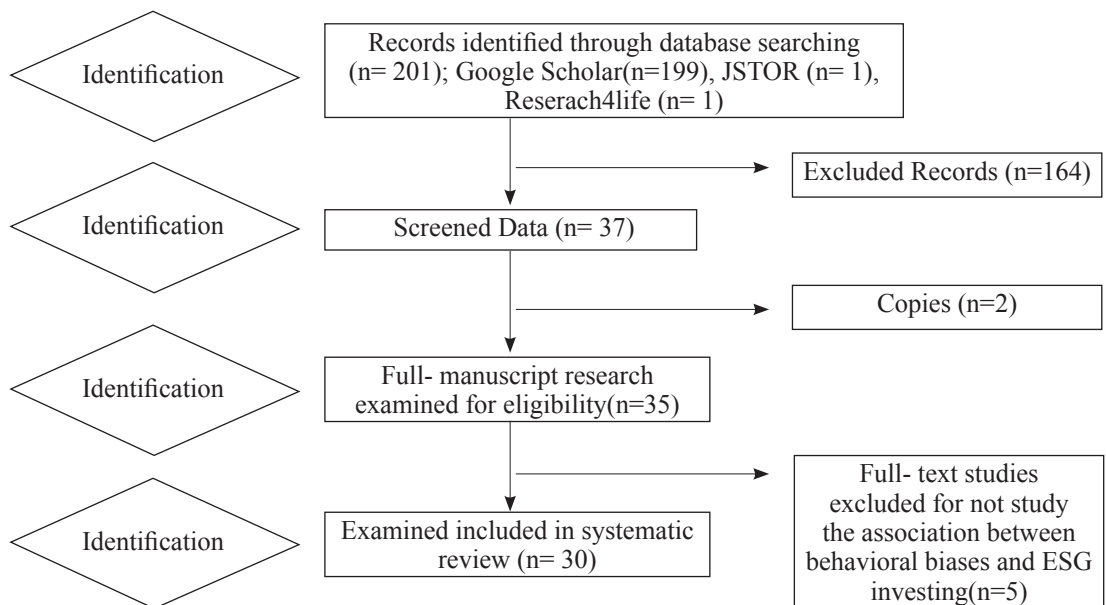 Identification
Records identified through database searching
(n= 201); Google Scholar(n=199), JSTOR (n= 1),
Reserach4life (n= 1)
Excluded Records (n=164)
Identification
Screened Data (n= 37)
Copies (n=2)
Identification
Full- manuscript research
examined for eligibility(n=35)
Full- text studies
excluded for not study
the association between
behavioral biases and ESG
investing(n=5)
Identification
Examined included in systematic
review (n= 30)